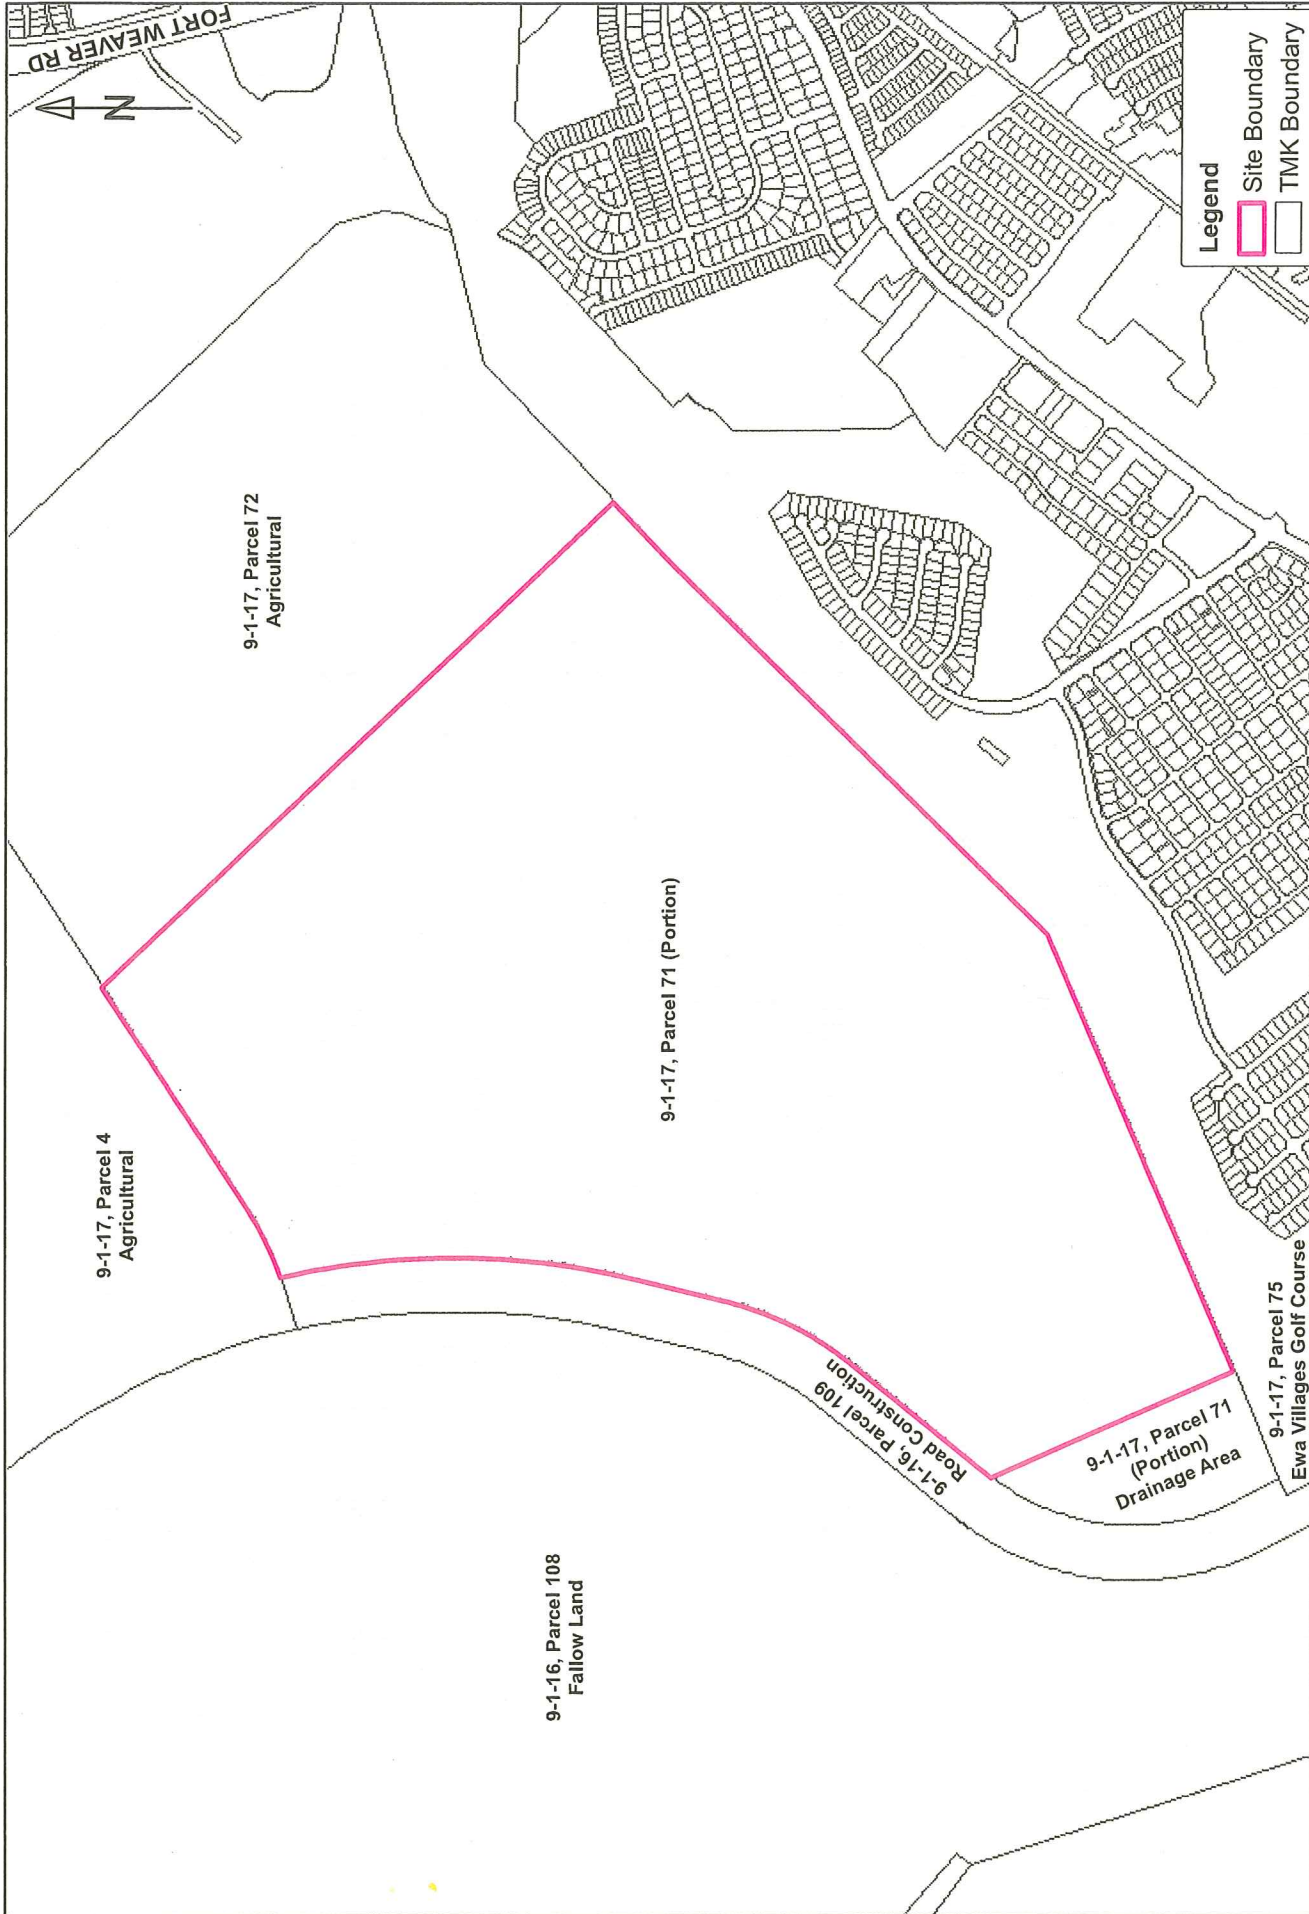 FORT WEAVER RD
N
9-1-17, Parcel 72
Agricultural
9-1-17, Parcel 4
Agricultural
9-1-17, Parcel 71 (Portion)
9-1-16, Parcel 109
Road Construction
9-1-16, Parcel 108
Fallow Land
9-1-17, Parcel 71
(Portion)
Drainage Area
9-1-17, Parcel 75
Ewa Villages Golf Course
Legend
Site Boundary
TMK Boundary